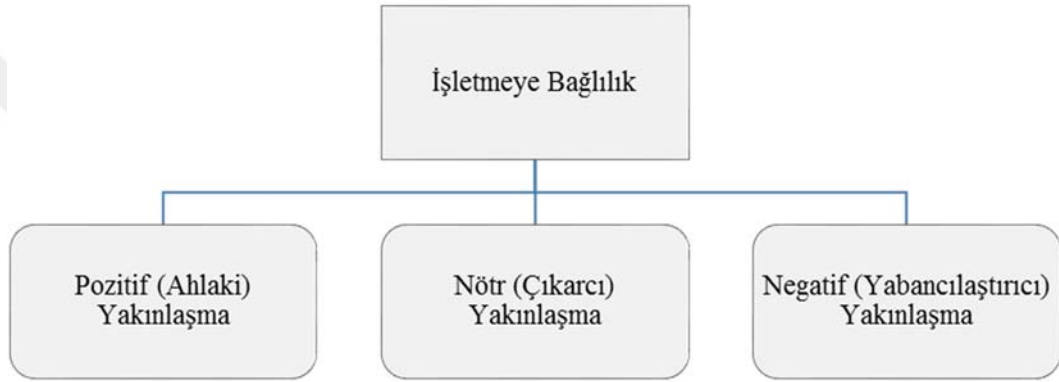 İşletmeye Bağlılık
Pozitif (Ahlaki)
Yakınlaşma
Nötr (Çıkarcı)
Yakınlaşma
Negatif (Yabancılaştırıcı)
Yakınlaşma